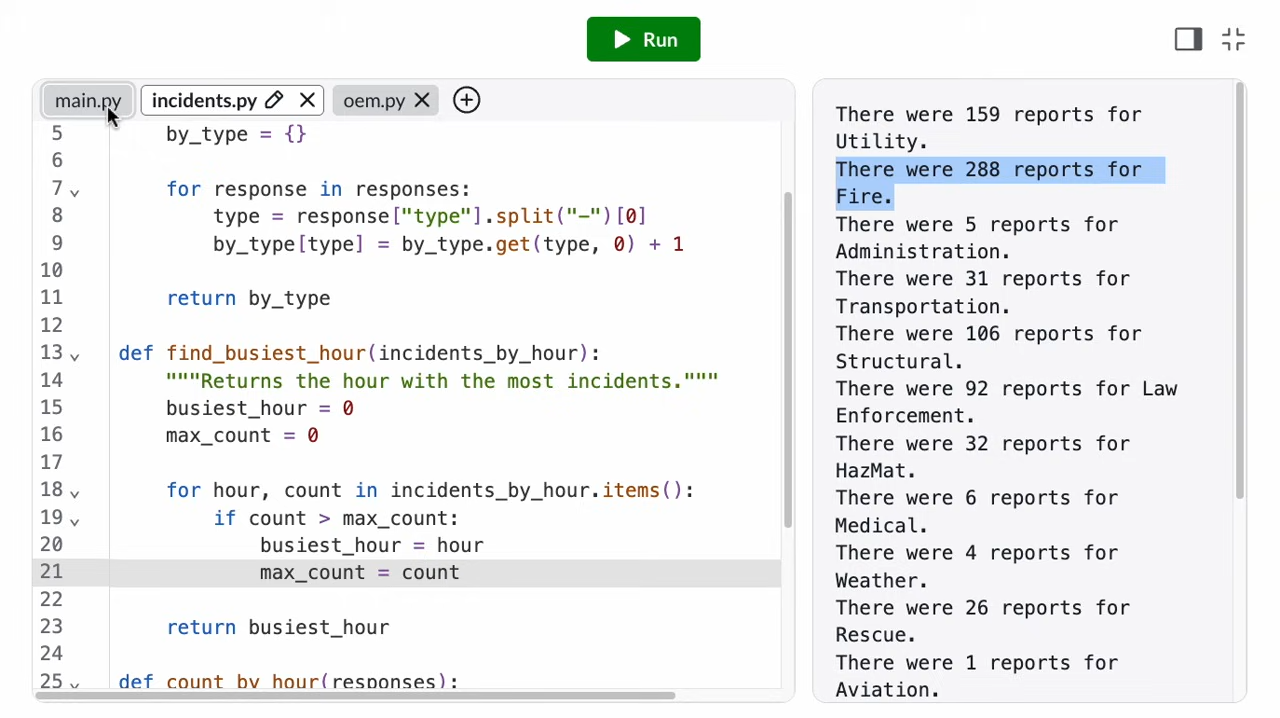 Run
main.py incidents.py oem.py
5 by_type = {}
6
7 for response in responses:
8 type = response["type"].split("-")[0]
9 by_type[type] = by_type.get(type, 0) + 1
10
11 return by_type
12
13 def find_busiest_hour(incidents_by_hour):
14 """Returns the hour with the most incidents."""
15 busiest_hour = 0
16 max_count = 0
17
18 for hour, count in incidents_by_hour.items():
19 if count > max_count:
20 busiest_hour = hour
21 max_count = count
22
23 return busiest_hour
24
25 def count_by_hour(responses):
There were 159 reports for
Utility.
There were 288 reports for
Fire.
There were 5 reports for
Administration.
There were 31 reports for
Transportation.
There were 106 reports for
Structural.
There were 92 reports for Law
Enforcement.
There were 32 reports for
HazMat.
There were 6 reports for
Medical.
There were 4 reports for
Weather.
There were 26 reports for
Rescue.
There were 1 reports for
Aviation.